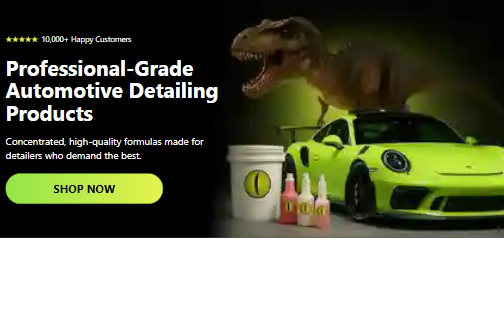 ★★★★★ 10,000+ Happy Customers
Professional-Grade
Automotive Detailing
Products
Concentrated, high-quality formulas made for
detailers who demand the best.
SHOP NOW